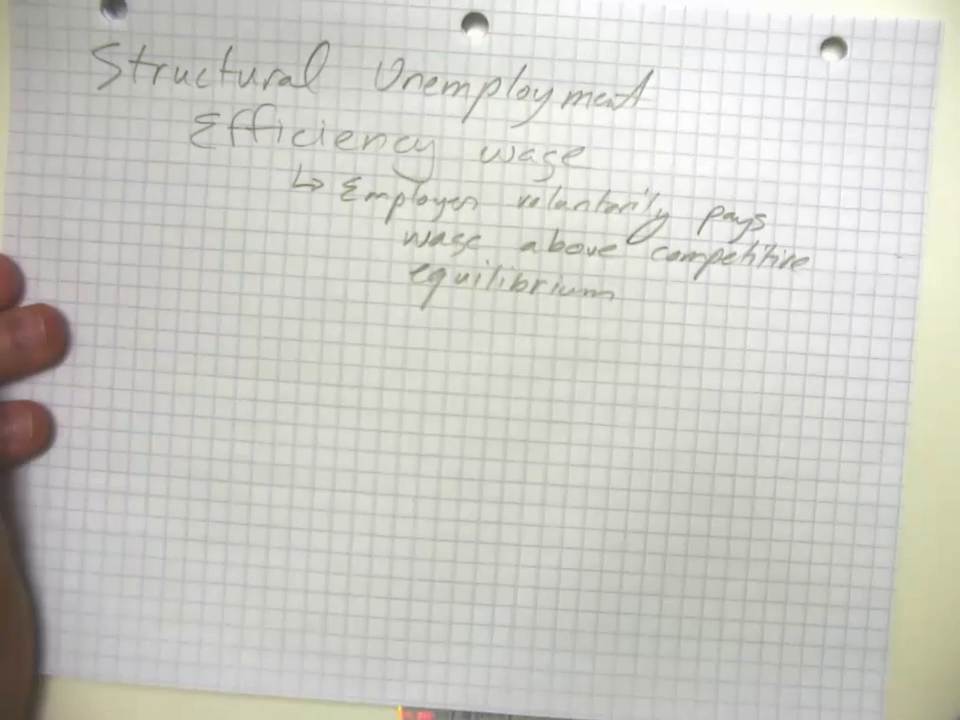 Structural Unemployment
Efficiency wage
↳ Employer voluntarily pays
wage above competitive
equilibrium